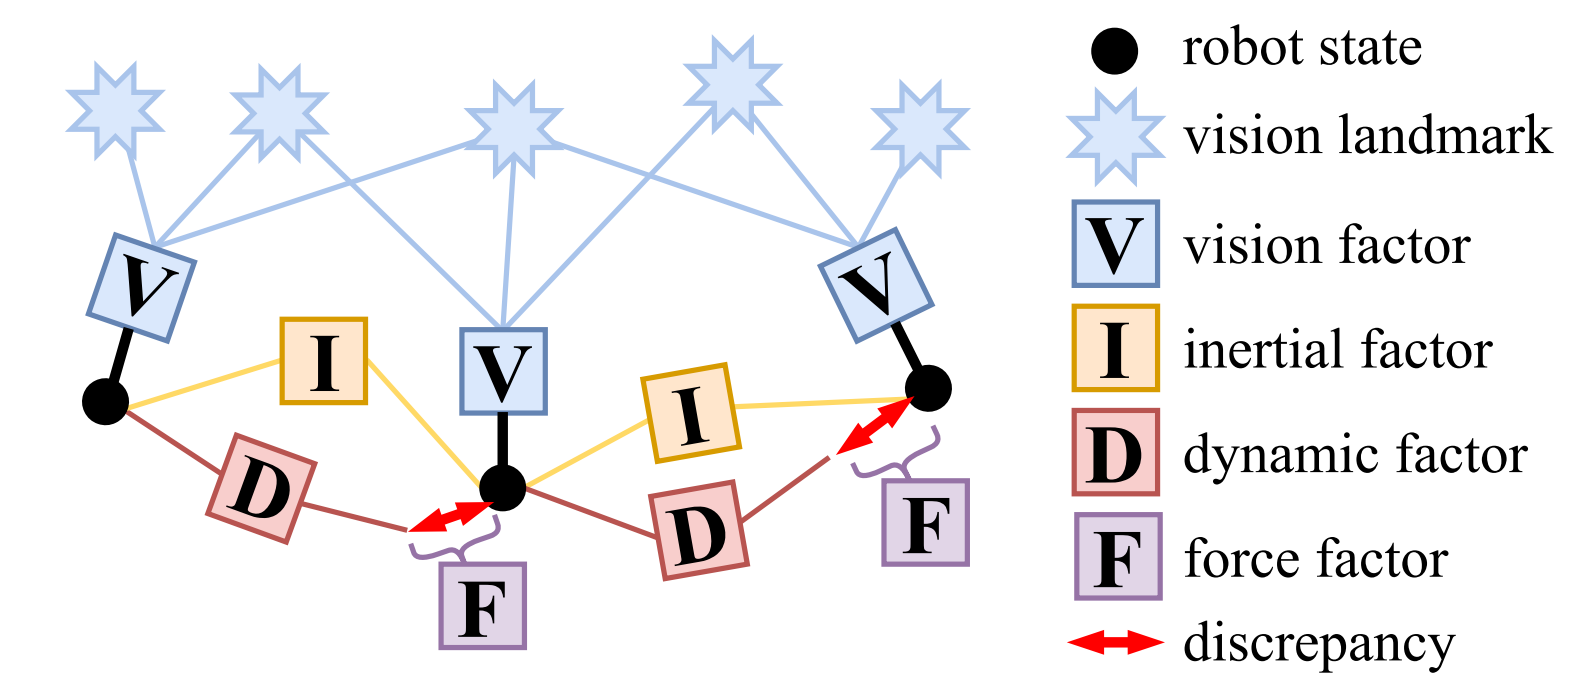 V
I
V
I
V
D
D
F
F
robot state
vision landmark
V vision factor
I inertial factor
D dynamic factor
F force factor
discrepancy